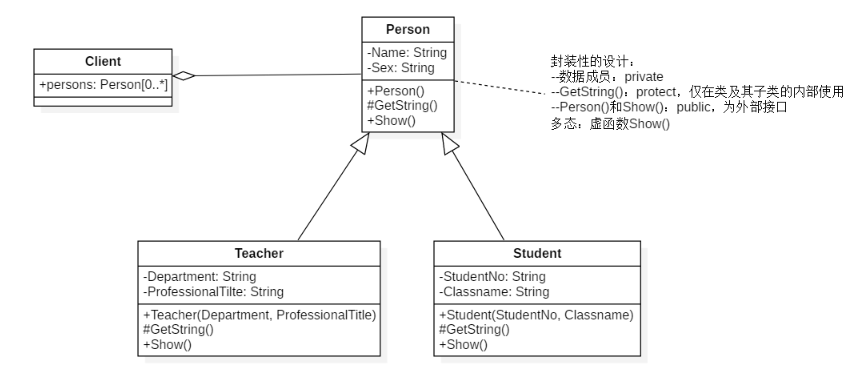 Client
+persons: Person[0..*]
Person
-Name: String
-Sex: String
+Person()
#GetString()
+Show()
封装性的设计：
--数据成员：private
--GetString()：protect，仅在类及其子类的内部使用
--Person()和Show()：public，为外部接口
多态：虚函数Show()
Teacher
-Department: String
-ProfessionalTilte: String
+Teacher(Department, ProfessionalTitle)
#GetString()
+Show()
Student
-StudentNo: String
-Classname: String
+Student(StudentNo, Classname)
#GetString()
+Show()